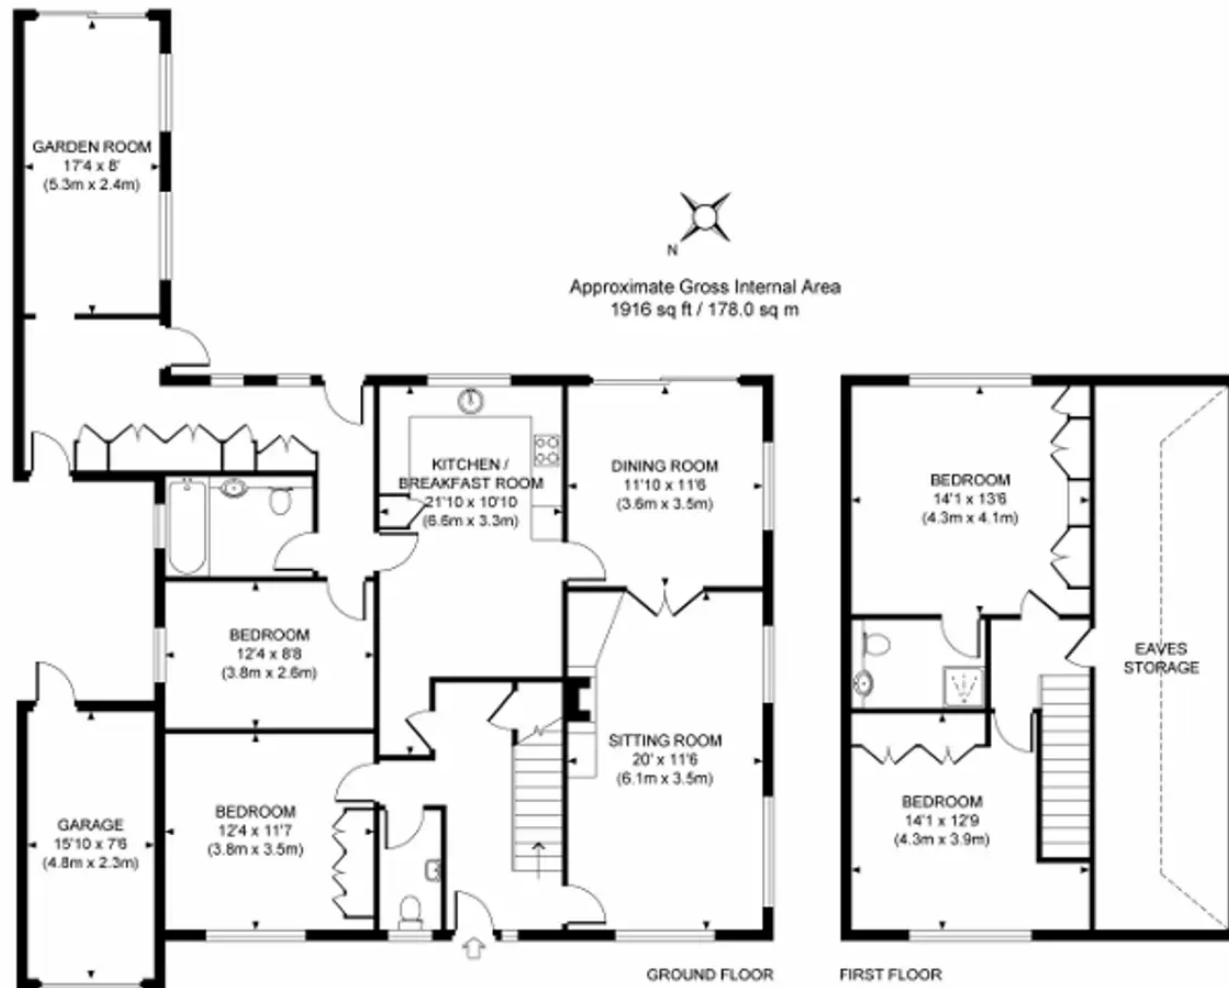 GARDEN ROOM
17'4 x 8'
(5.3m x 2.4m)
N
Approximate Gross Internal Area
1916 sq ft / 178.0 sq m
KITCHEN /
BREAKFAST ROOM
21'10 x 10'10
(6.6m x 3.3m)
DINING ROOM
11'10 x 11'6
(3.6m x 3.5m)
BEDROOM
14'1 x 13'6
(4.3m x 4.1m)
BEDROOM
12'4 x 8'8
(3.8m x 2.6m)
EAVES
STORAGE
SITTING ROOM
20' x 11'6
(6.1m x 3.5m)
BEDROOM
12'4 x 11'7
(3.8m x 3.5m)
GARAGE
15'10 x 7'6
(4.8m x 2.3m)
BEDROOM
14'1 x 12'9
(4.3m x 3.9m)
GROUND FLOOR
FIRST FLOOR